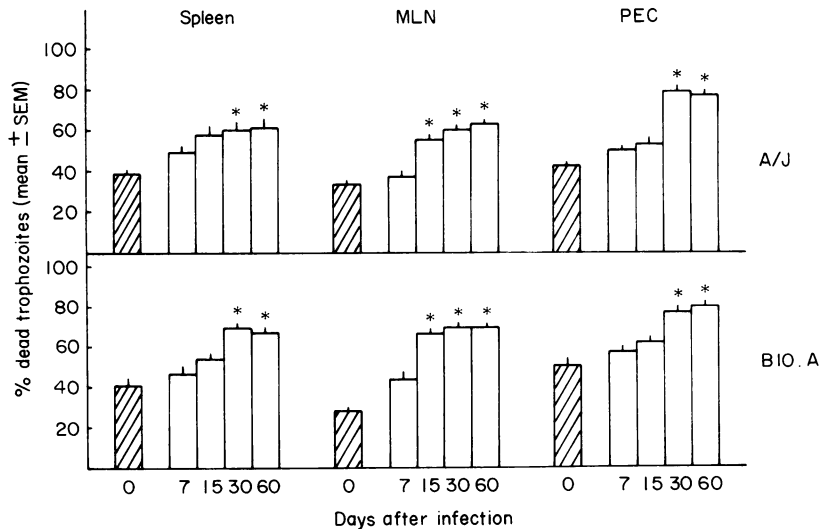 Spleen MLN PEC
% dead trophozoites (mean ± SEM)
100
80
60
40
20
* *
* * *
* *
A/J
100
80
60
40
20
* *
* * *
* *
B10.A
0 7 15 30 60 0 7 15 30 60 0 7 15 30 60
Days after infection